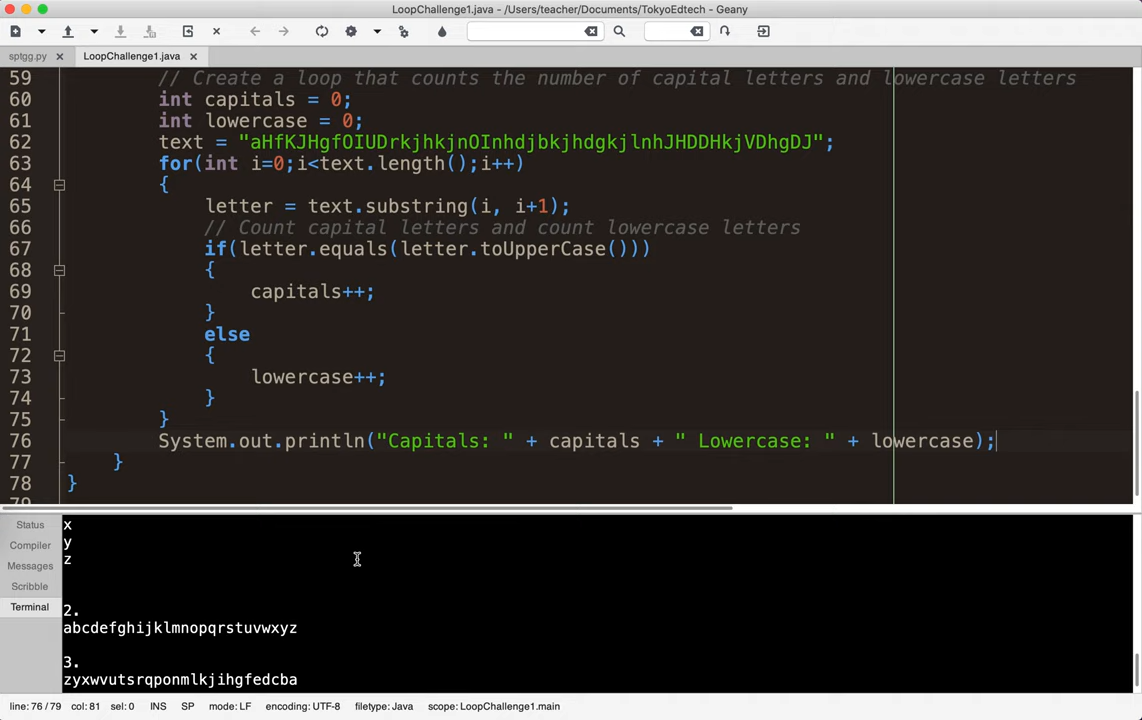 LoopChallenge1.java - /Users/teacher/Documents/TokyoEdtech - Geany
sptgg.py LoopChallenge1.java
59 // Create a loop that counts the number of capital letters and lowercase letters
60 int capitals = 0;
61 int lowercase = 0;
62 text = "aHfKJHgfOIUDrkjhkjnOInhdjbkjhdgkjlnhJHDDHkjVDhgDJ";
63 for(int i=0;i<text.length();i++)
64 {
65 letter = text.substring(i, i+1);
66 // Count capital letters and count lowercase letters
67 if(letter.equals(letter.toUpperCase()))
68 {
69 capitals++;
70 }
71 else
72 {
73 lowercase++;
74 }
75 }
76 System.out.println("Capitals: " + capitals + " Lowercase: " + lowercase);
77 }
78 }
79
Status
Compiler
Messages
Scribble
Terminal
x
y
z
2.
abcdefghijklmnopqrstuvwxyz
3.
zyxwvutsrqponmlkjihgfedcba
line: 76 / 79 col: 81 sel: 0 INS SP mode: LF encoding: UTF-8 filetype: Java scope: LoopChallenge1.main